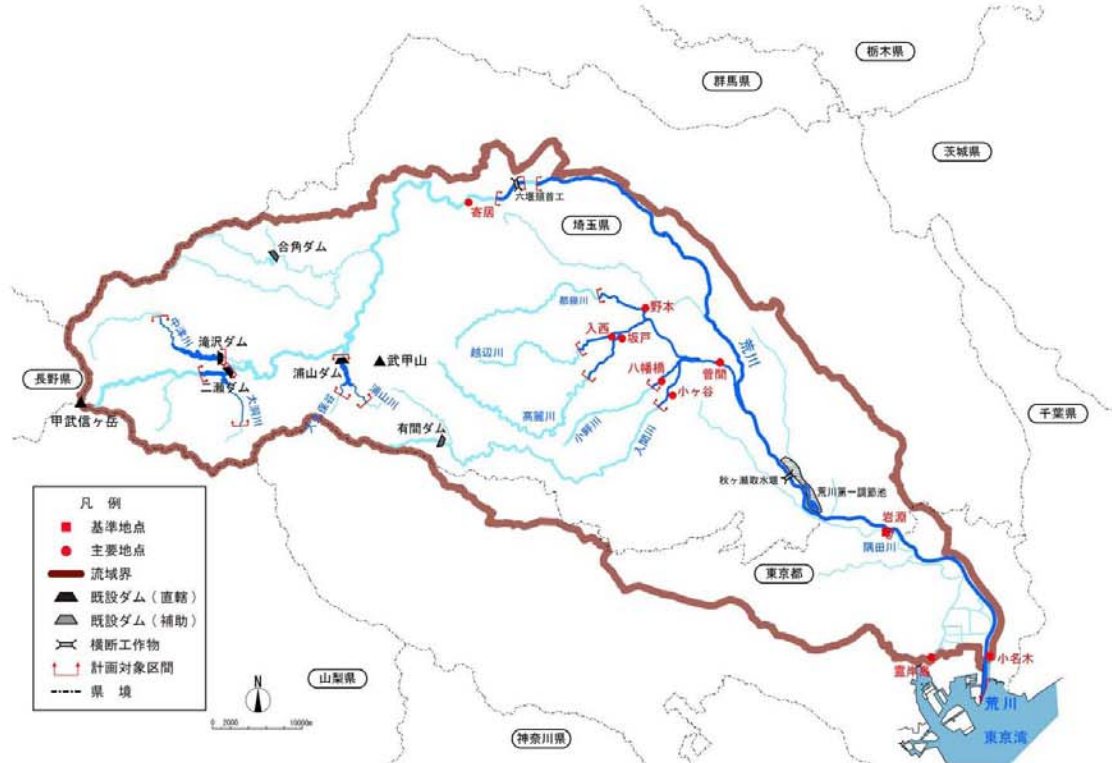 栃木県
群馬県
茨城県
埼玉県
寄居
六堰頭首工
合角ダム
都幾川
野本
入西
坂戸
越辺川
荒川
中津川
滝沢ダム
二瀬ダム
大洞川
浦山ダム
武甲山
浦山川
八幡橋
菅間
小ヶ谷
高麗川
小畔川
入間川
長野県
甲武信ヶ岳
有間ダム
千葉県
秋ヶ瀬取水堰
荒川第一調節池
岩淵
隅田川
東京都
凡例
基準地点
主要地点
流域界
既設ダム(直轄)
既設ダム(補助)
横断工作物
計画対象区間
県境
N
0 2000 10000m
山梨県
神奈川県
霊岸島
小名木
荒川
東京湾